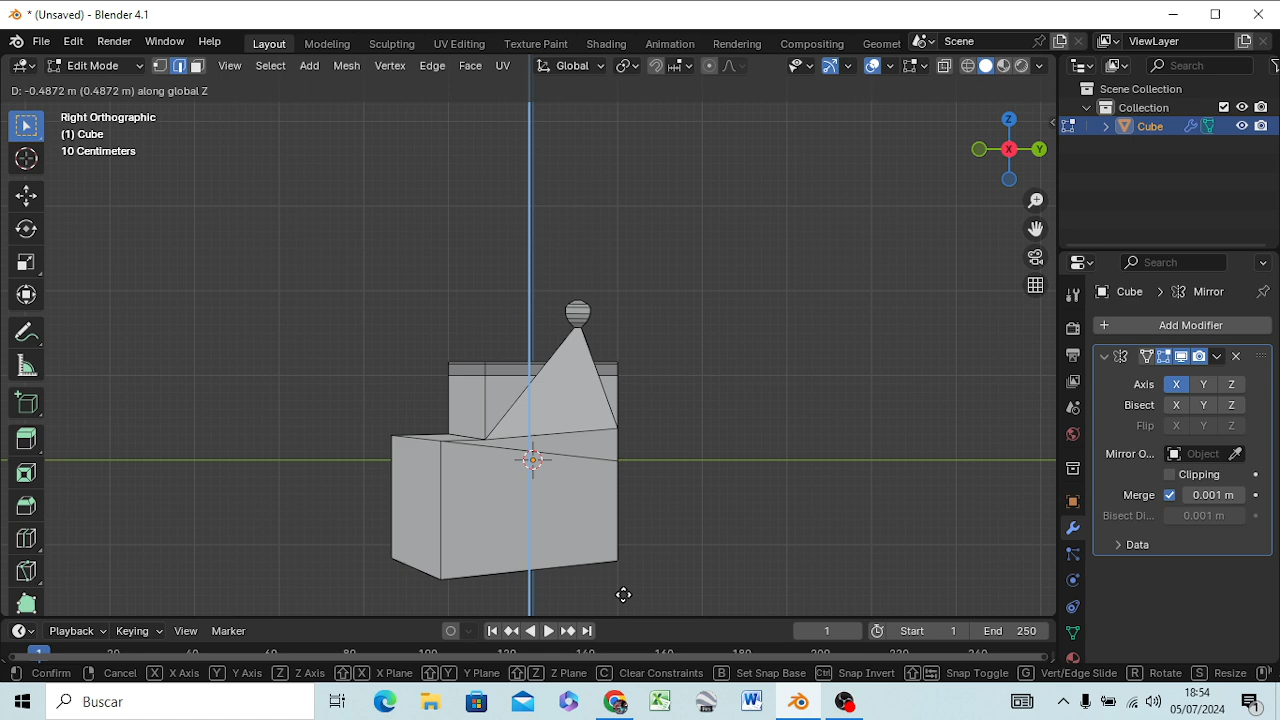 * (Unsaved) - Blender 4.1
File Edit Render Window Help Layout Modeling Sculpting UV Editing Texture Paint Shading Animation Rendering Compositing Geomet Scene ViewLayer
Edit Mode View Select Add Mesh Vertex Edge Face UV Global Search
D: -0.4872 m (0.4872 m) along global Z
Scene Collection
Collection
Right Orthographic
(1) Cube
10 Centimeters
Cube
Z
X
Y
Search
Cube > Mirror
Add Modifier
Axis X Y Z
Bisect X Y Z
Flip X Y Z
Mirror O... Object
Clipping
Merge 0.001 m
Bisect Di... 0.001 m
Data
Playback Keying View Marker 1 Start 1 End 250
1
Confirm Cancel X X Axis Y Y Axis Z Z Axis X X Plane Y Y Plane Z Z Plane C Clear Constraints B Set Snap Base Ctrl Snap Invert Snap Toggle G Vert/Edge Slide R Rotate S Resize
Buscar
18:54
05/07/2024
1